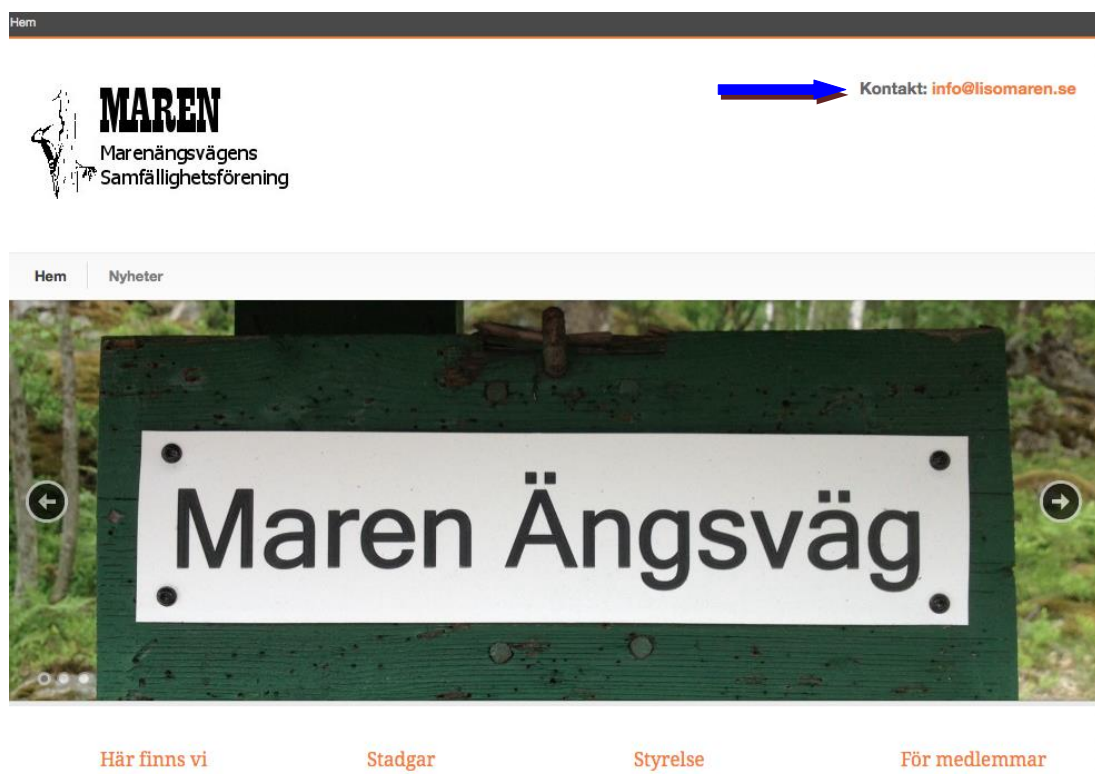 Hem
MAREN
Marenängsvägens
Samfällighetsförening
Kontakt: info@lisomaren.se
Hem Nyheter
Maren Ängsväg
Här finns vi Stadgar Styrelse För medlemmar